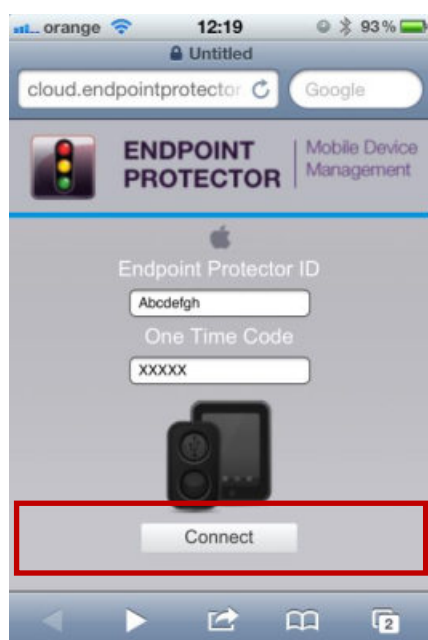 orange 12:19 93%
Untitled
cloud.endpointprotector Google
ENDPOINT PROTECTOR
Mobile Device Management
Endpoint Protector ID
Abcdefgh
One Time Code
XXXXX
Connect
2